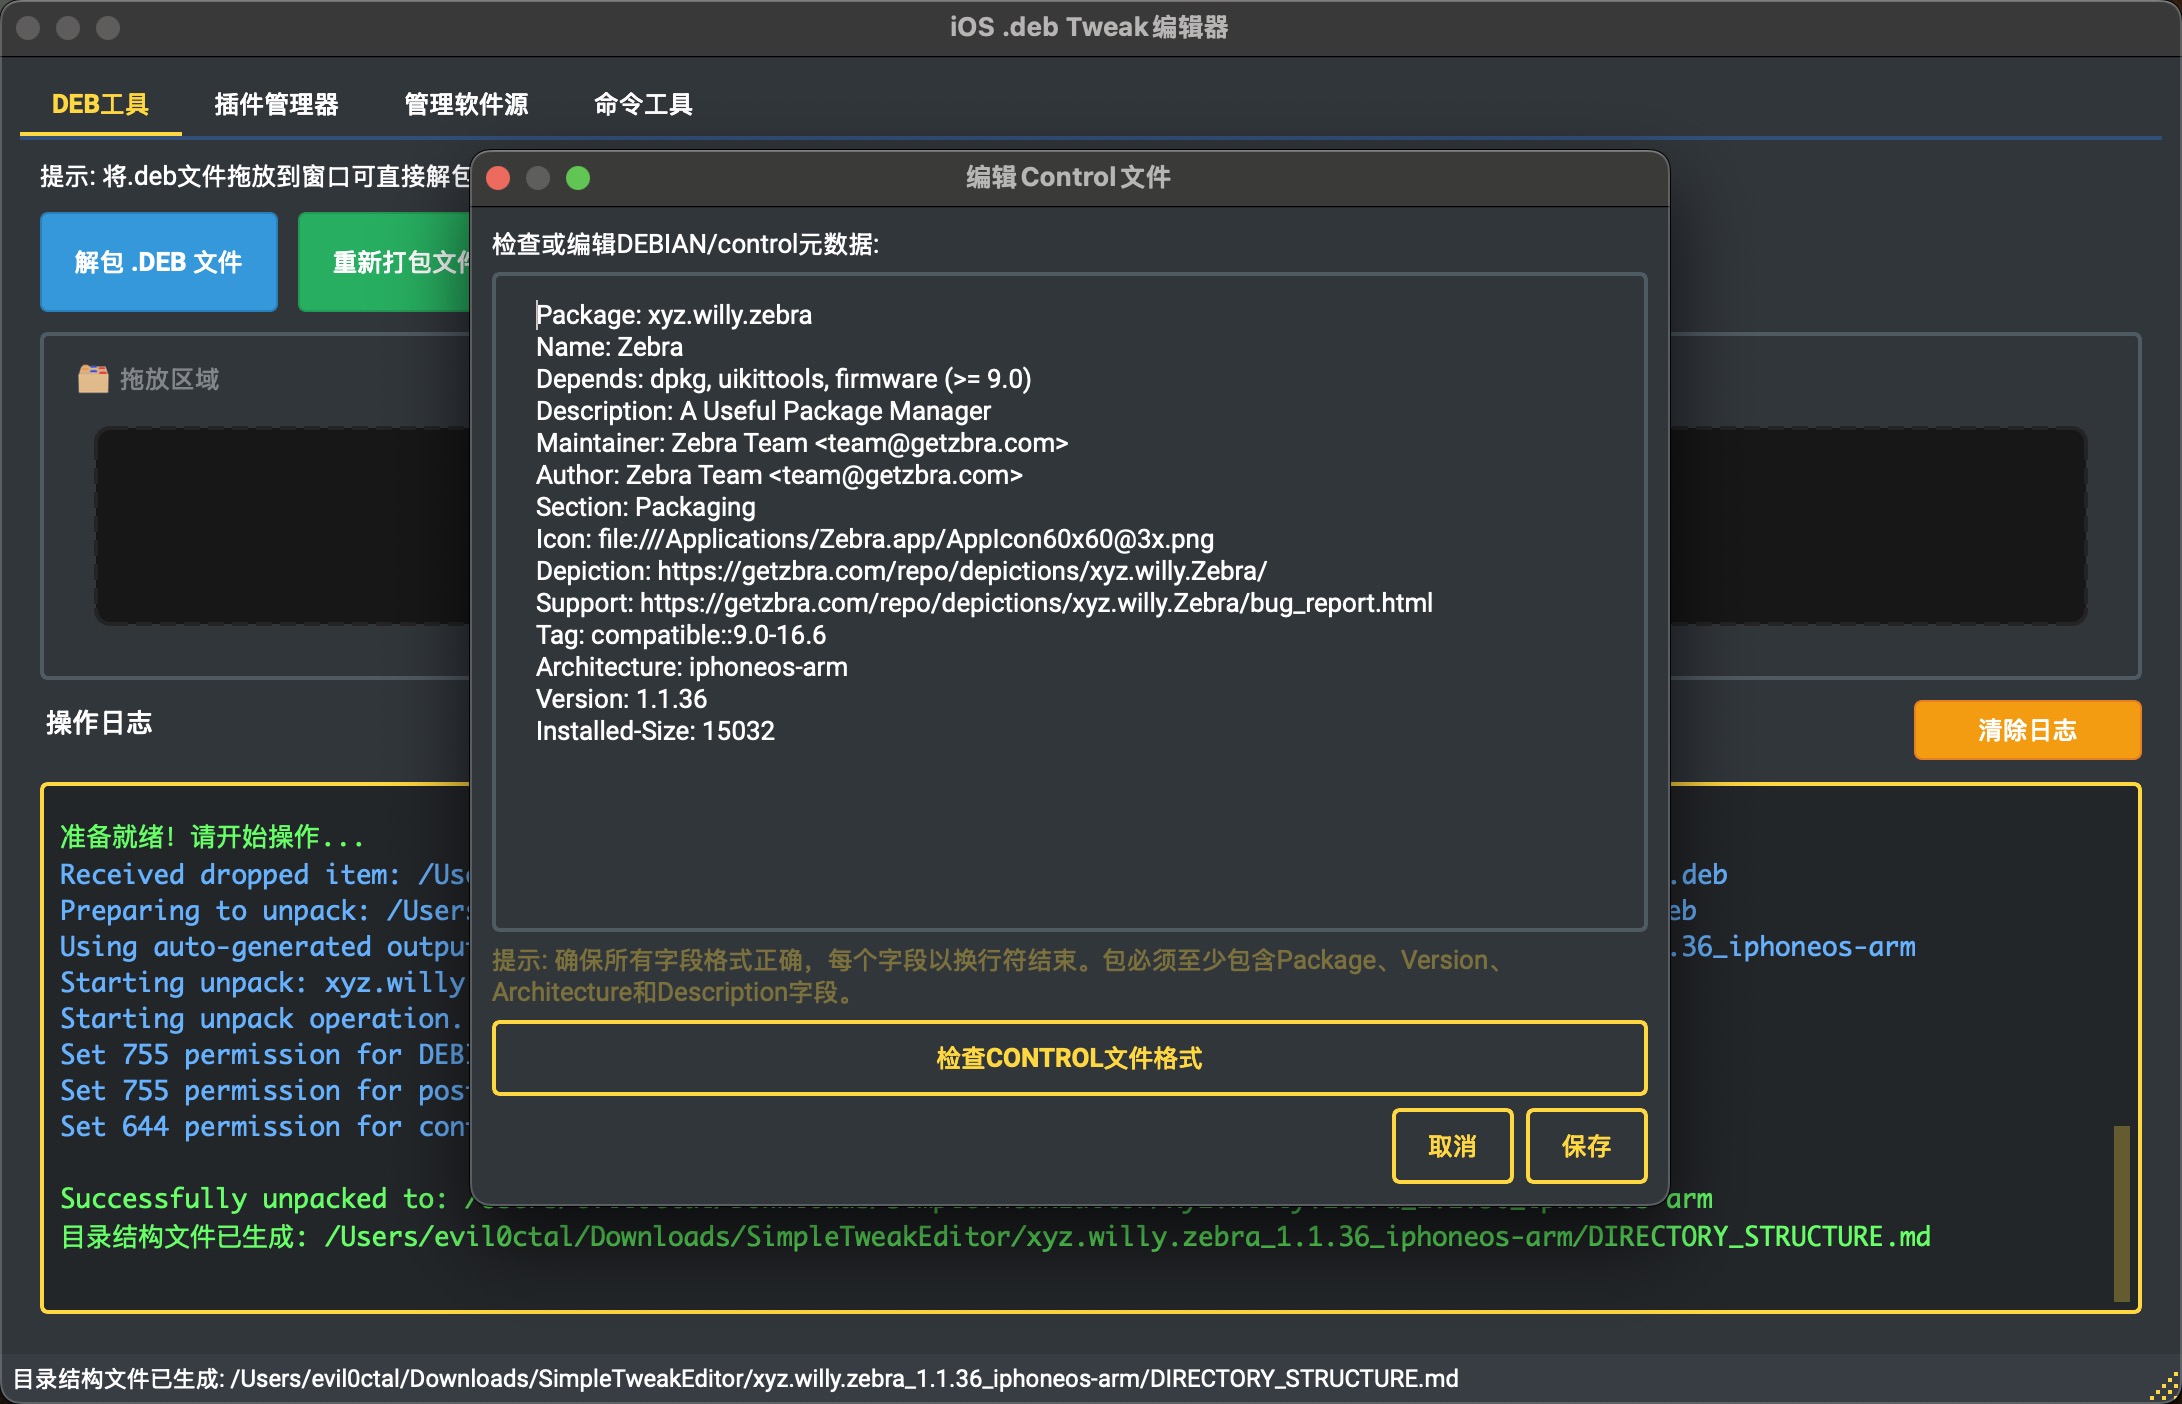 iOS .deb Tweak编辑器
DEB工具
插件管理器
管理软件源
命令工具
提示: 将.deb文件拖放到窗口可直接解包
解包 .DEB 文件
重新打包文件
拖放区域
操作日志
清除日志
准备就绪! 请开始操作...
Received dropped item: .deb
Preparing to unpack: /Users
Using auto-generated .36_iphoneos-arm
Starting unpack: xyz.willy
Starting unpack operation.
Set 755 permission for
Set 755 permission for
Set 644 permission for
Successfully unpacked to: arm
目录结构文件已生成: /Users/evil0ctal/Downloads/SimpleTweakEditor/xyz.willy.zebra_1.1.36_iphoneos-arm/DIRECTORY_STRUCTURE.md
目录结构文件已生成: /Users/evil0ctal/Downloads/SimpleTweakEditor/xyz.willy.zebra_1.1.36_iphoneos-arm/DIRECTORY_STRUCTURE.md
编辑Control文件
检查或编辑DEBIAN/control元数据:
Package: xyz.willy.zebra
Name: Zebra
Depends: dpkg, uikittools, firmware (>= 9.0)
Description: A Useful Package Manager
Maintainer: Zebra Team <team@getzbra.com>
Author: Zebra Team <team@getzbra.com>
Section: Packaging
Icon: file:///Applications/Zebra.app/AppIcon60x60@3x.png
Depiction: https://getzbra.com/repo/depictions/xyz.willy.Zebra/
Support: https://getzbra.com/repo/depictions/xyz.willy.Zebra/bug_report.html
Tag: compatible::9.0-16.6
Architecture: iphoneos-arm
Version: 1.1.36
Installed-Size: 15032
提示: 确保所有字段格式正确，每个字段以换行符结束。包必须至少包含Package、Version、
Architecture和Description字段。
检查CONTROL文件格式
取消
保存